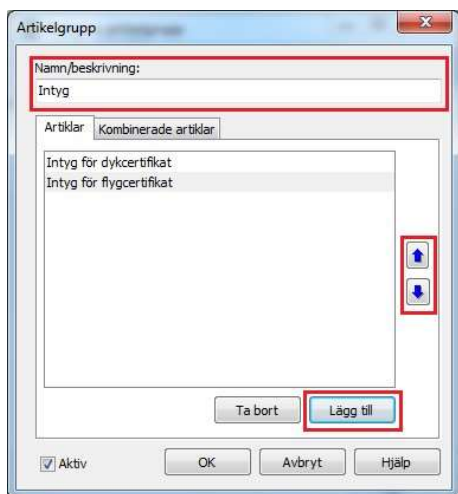 Artikelgrupp
Namn/beskrivning:
Intyg
Artiklar Kombinerade artiklar
Intyg för dykcertifikat
Intyg för flygcertifikat
Ta bort Lägg till
Aktiv OK Avbryt Hjälp